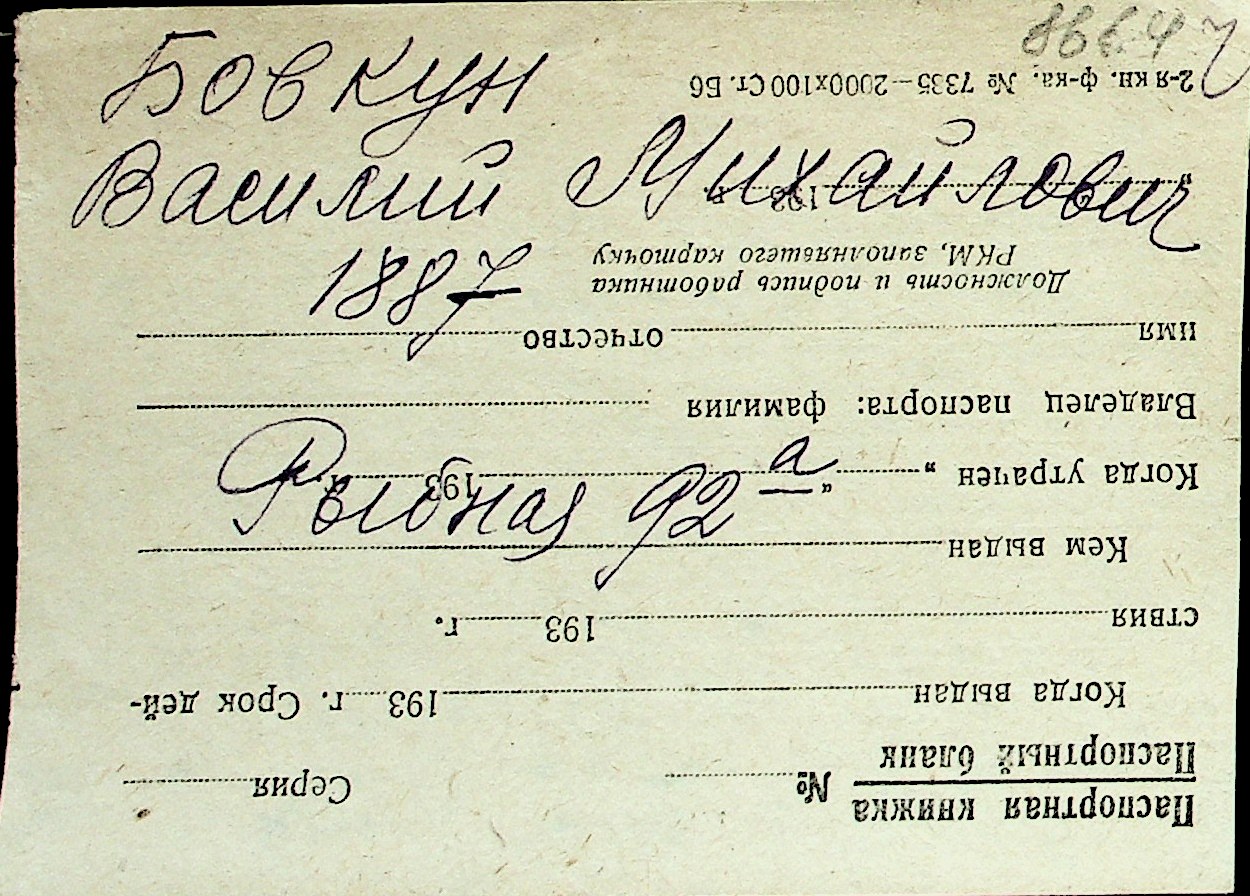 Бовкун
Василий Михайлович
1887
Рыбная 92 а
Паспортная книжка
Паспортный бланк
№ Серия
Когда выдан 193 г. Срок дей-
ствия 193 г.
Кем выдан
Когда утрачен „ “ 193 г.
Владелец паспорта: фамилия
имя отчество
Должность и подпись работника
РКМ, заполнявшего карточку
„ 193
2-я кн. ф-ка. № 7335—2000х100 Ст. Б6